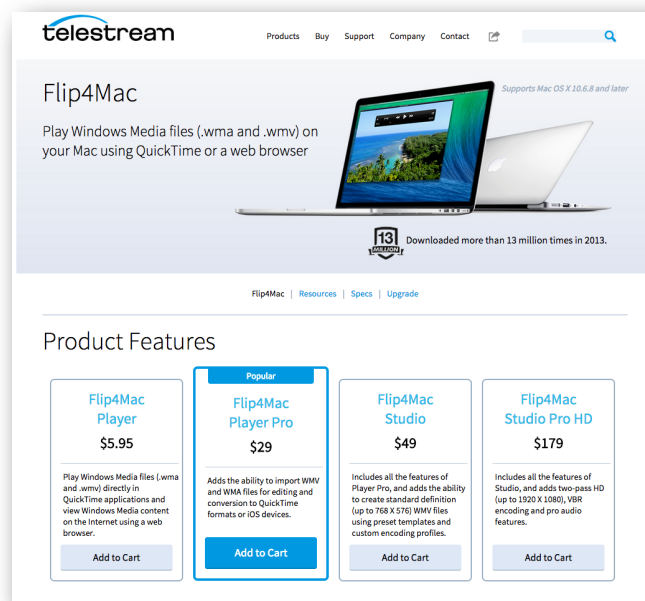 telestream
Products Buy Support Company Contact
Flip4Mac
Supports Mac OS X 10.6.8 and later
Play Windows Media files (.wma and .wmv) on
your Mac using QuickTime or a web browser
13
MILLION
Downloaded more than 13 million times in 2013.
Flip4Mac | Resources | Specs | Upgrade
Product Features
Flip4Mac
Player
$5.95
Play Windows Media files (.wma
and .wmv) directly in
QuickTime applications and
view Windows Media content
on the Internet using a web
browser.
Add to Cart
Popular
Flip4Mac
Player Pro
$29
Adds the ability to import WMV
and WMA files for editing and
conversion to QuickTime
formats or iOS devices.
Add to Cart
Flip4Mac
Studio
$49
Includes all the features of
Player Pro, and adds the ability
to create standard definition
(up to 768 X 576) WMV files
using preset templates and
custom encoding profiles.
Add to Cart
Flip4Mac
Studio Pro HD
$179
Includes all the features of
Studio, and adds two-pass HD
(up to 1920 X 1080), VBR
encoding and pro audio
features.
Add to Cart